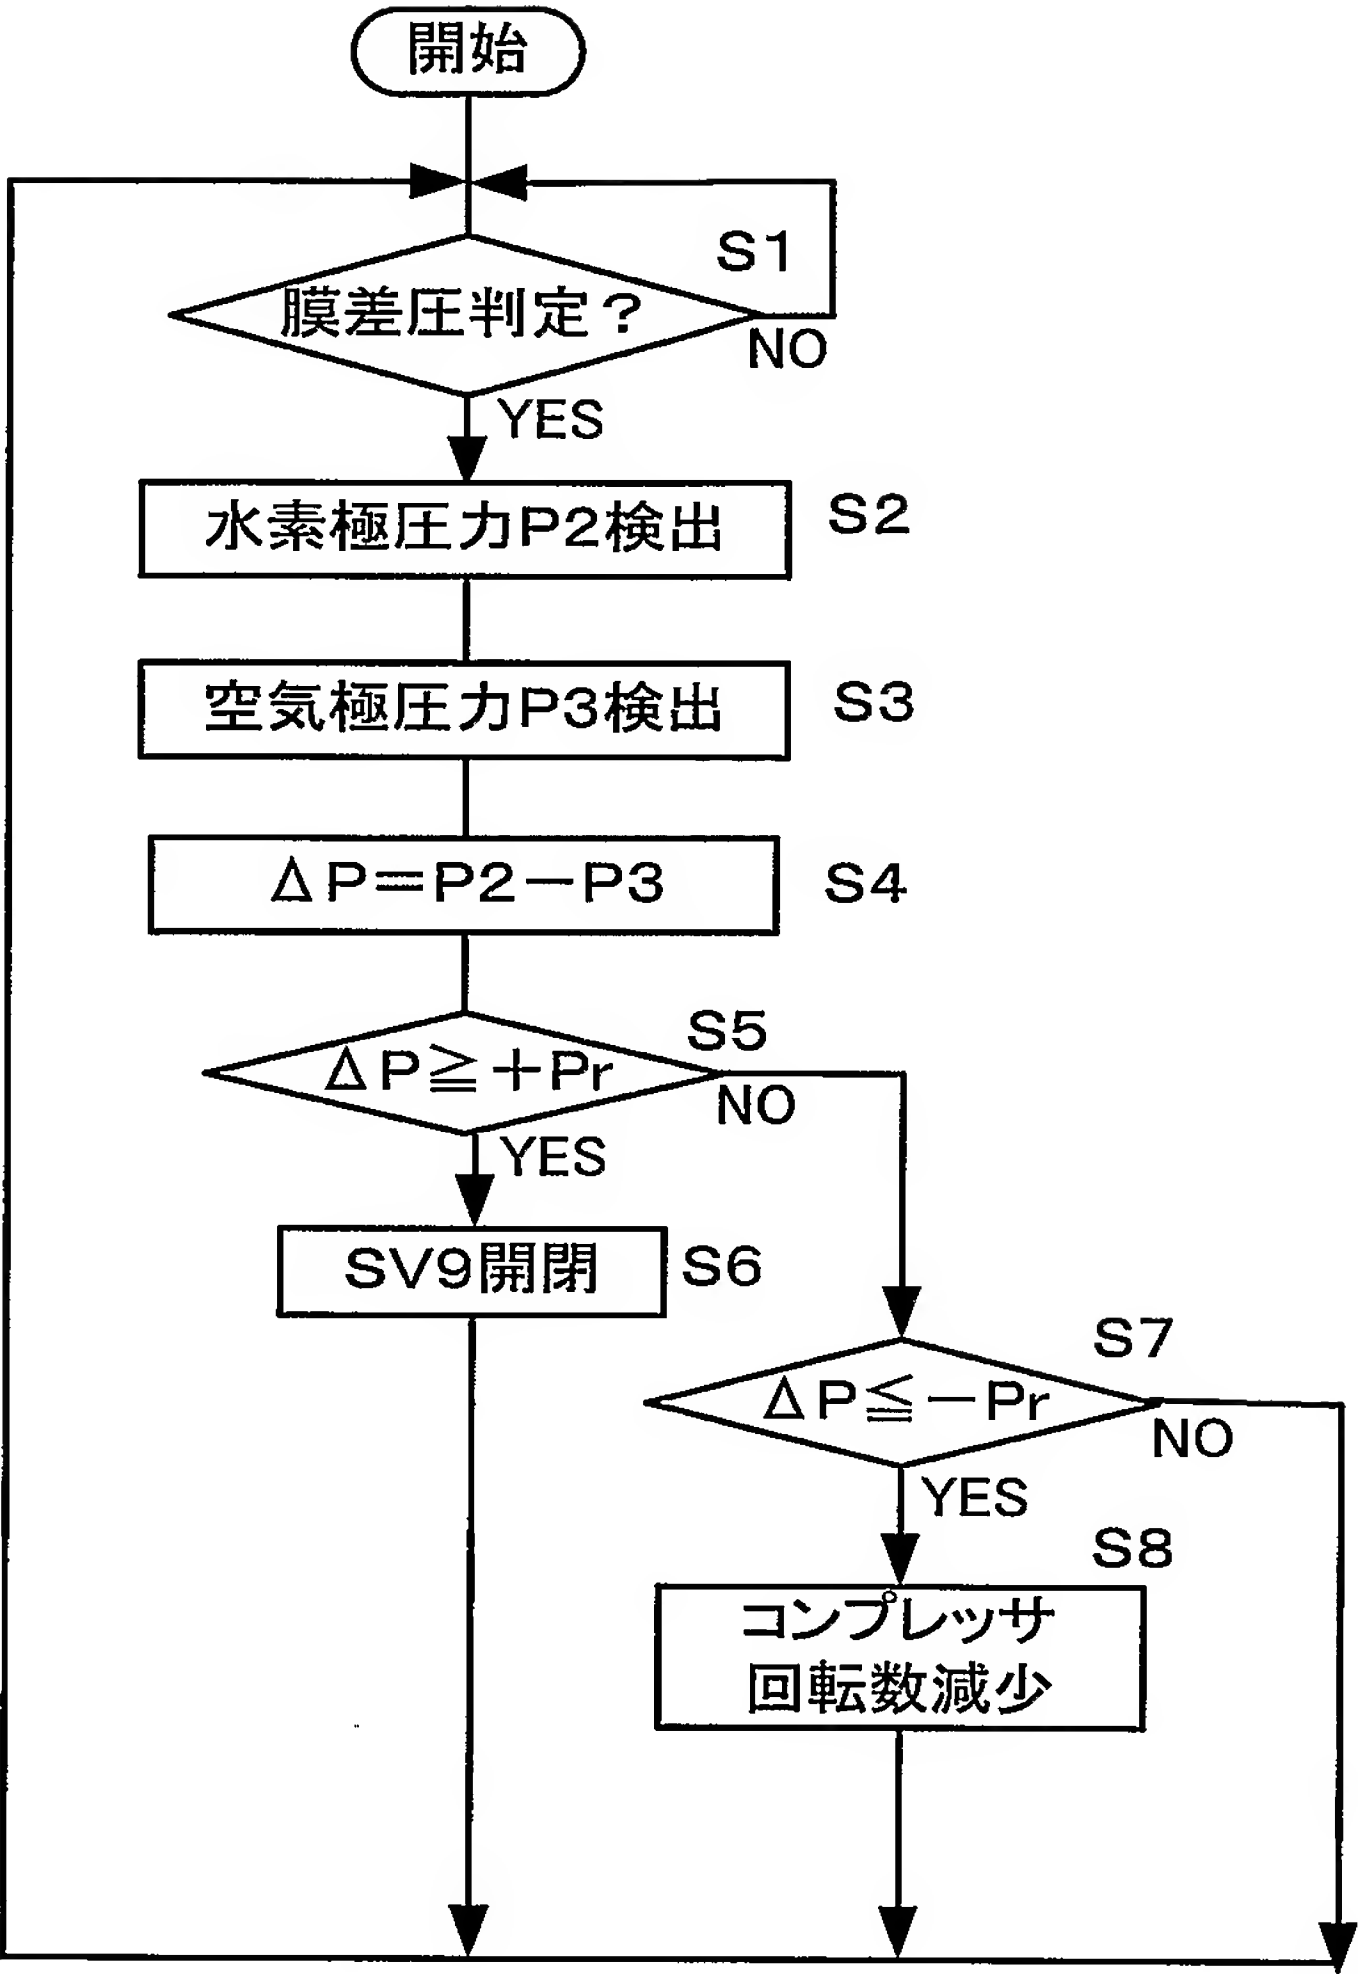 開始
S1
膜差圧判定？
NO
YES
水素極圧力P2検出
S2
空気極圧力P3検出
S3
ΔP＝P2－P3
S4
S5
ΔP≧＋Pr
NO
YES
SV9開閉
S6
S7
ΔP≦－Pr
NO
YES
S8
コンプレッサ
回転数減少